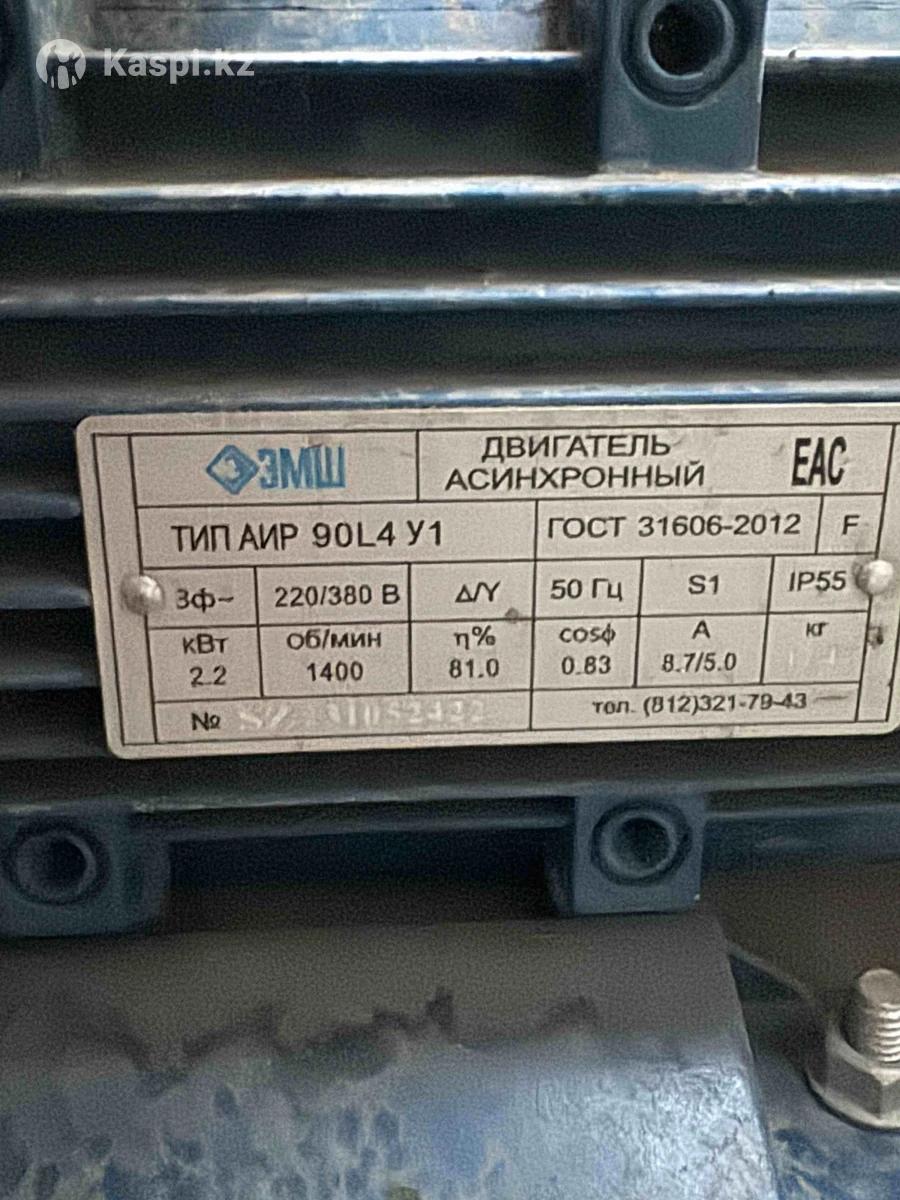 Kaspi.kz
ЭМШ
ДВИГАТЕЛЬ
АСИНХРОННЫЙ
EAC
ТИП АИР 90L4 У1
ГОСТ 31606-2012
F
3ф~
220/380 В
Δ/Y
50 Гц
S1
IP55
кВт
2.2
об/мин
1400
η%
81.0
cosϕ
0.83
А
8.7/5.0
кг
№
тел. (812)321-79-43